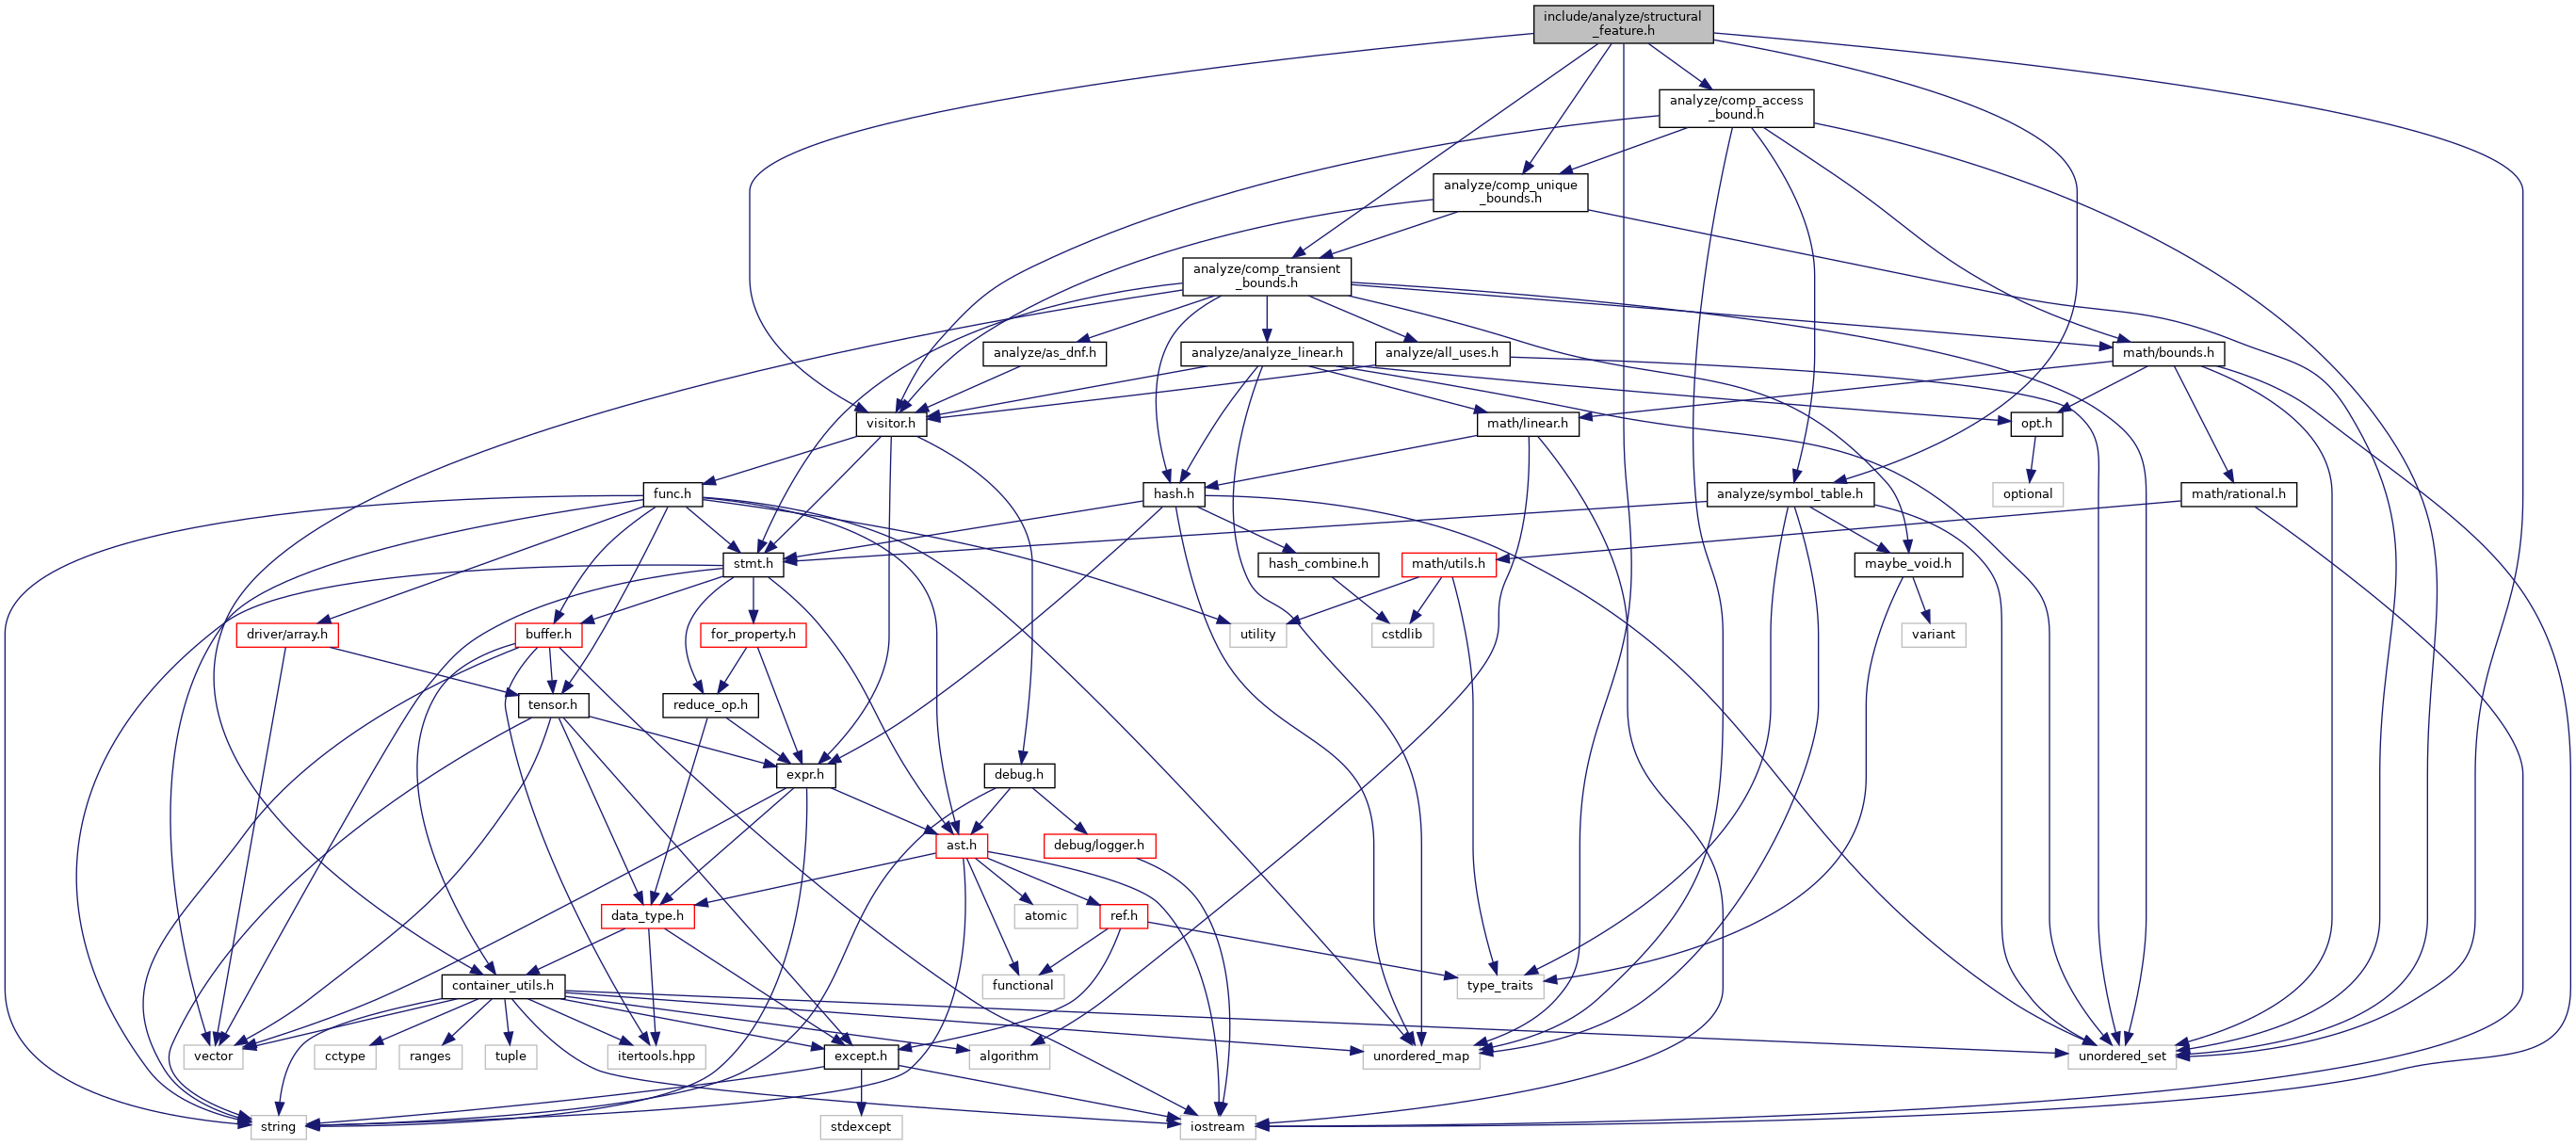 include/analyze/structural
_feature.h
analyze/comp_access
_bound.h
analyze/comp_unique
_bounds.h
analyze/comp_transient
_bounds.h
analyze/as_dnf.h
analyze/analyze_linear.h
analyze/all_uses.h
math/bounds.h
visitor.h
math/linear.h
opt.h
func.h
hash.h
analyze/symbol_table.h
optional
math/rational.h
stmt.h
hash_combine.h
math/utils.h
maybe_void.h
driver/array.h
buffer.h
for_property.h
utility
cstdlib
variant
tensor.h
reduce_op.h
expr.h
debug.h
ast.h
debug/logger.h
data_type.h
atomic
ref.h
container_utils.h
functional
type_traits
vector
cctype
ranges
tuple
itertools.hpp
except.h
algorithm
unordered_map
unordered_set
string
stdexcept
iostream